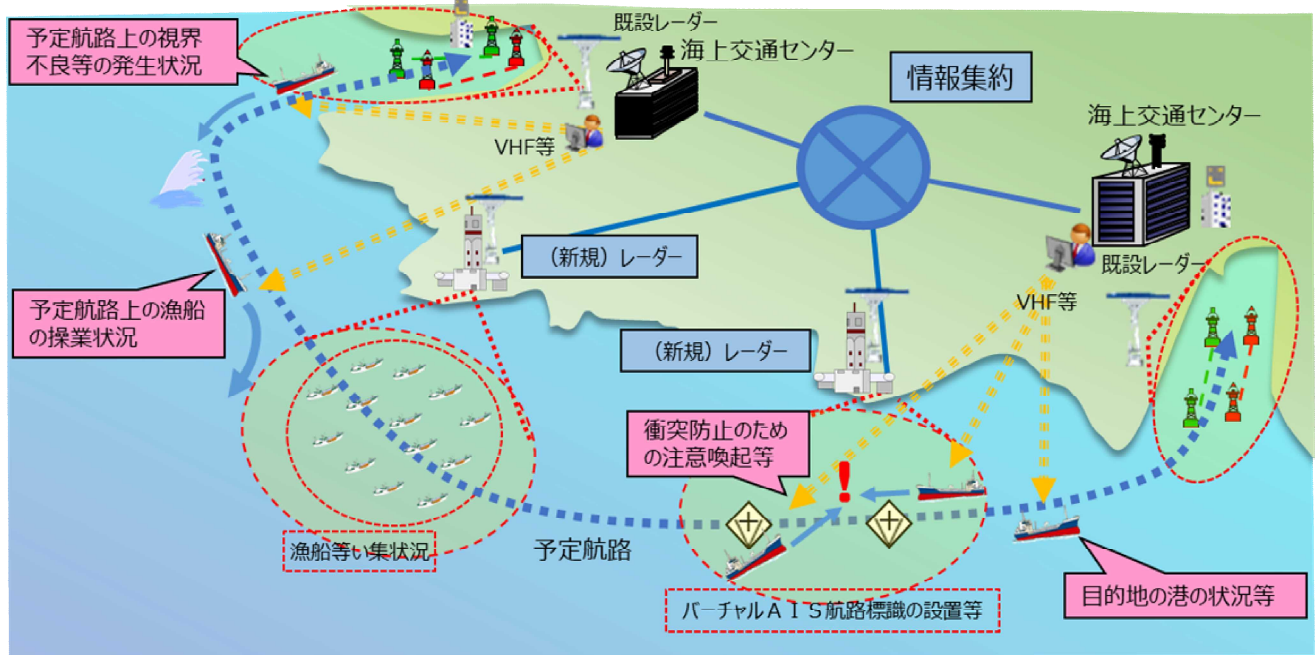 予定航路上の視界
不良等の発生状況
既設レーダー
海上交通センター
情報集約
海上交通センター
VHF等
(新規)レーダー
既設レーダー
VHF等
予定航路上の漁船
の操業状況
(新規)レーダー
衝突防止のため
の注意喚起等
漁船等い集状況
予定航路
バーチャルAIS航路標識の設置等
目的地の港の状況等